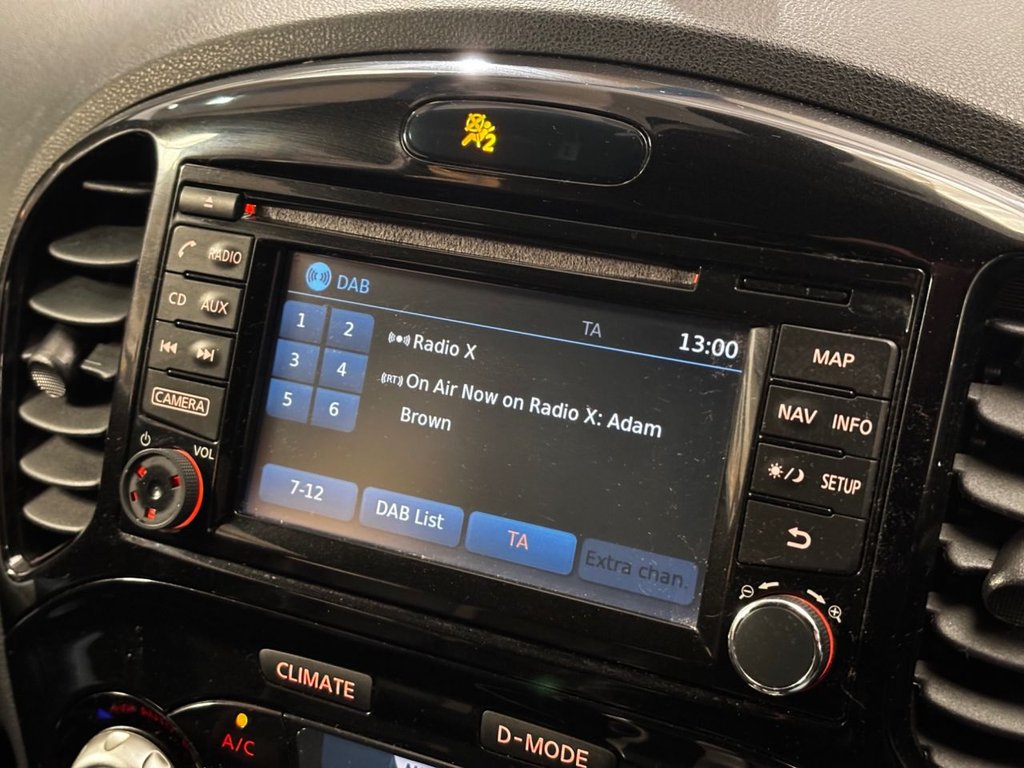 2
RADIO
CD AUX
CAMERA
VOL
DAB
TA
13:00
1 2
3 4
5 6
Radio X
(RT) On Air Now on Radio X: Adam
Brown
7-12
DAB List
TA
Extra chan.
MAP
NAV INFO
SETUP
CLIMATE
A/C
D-MODE